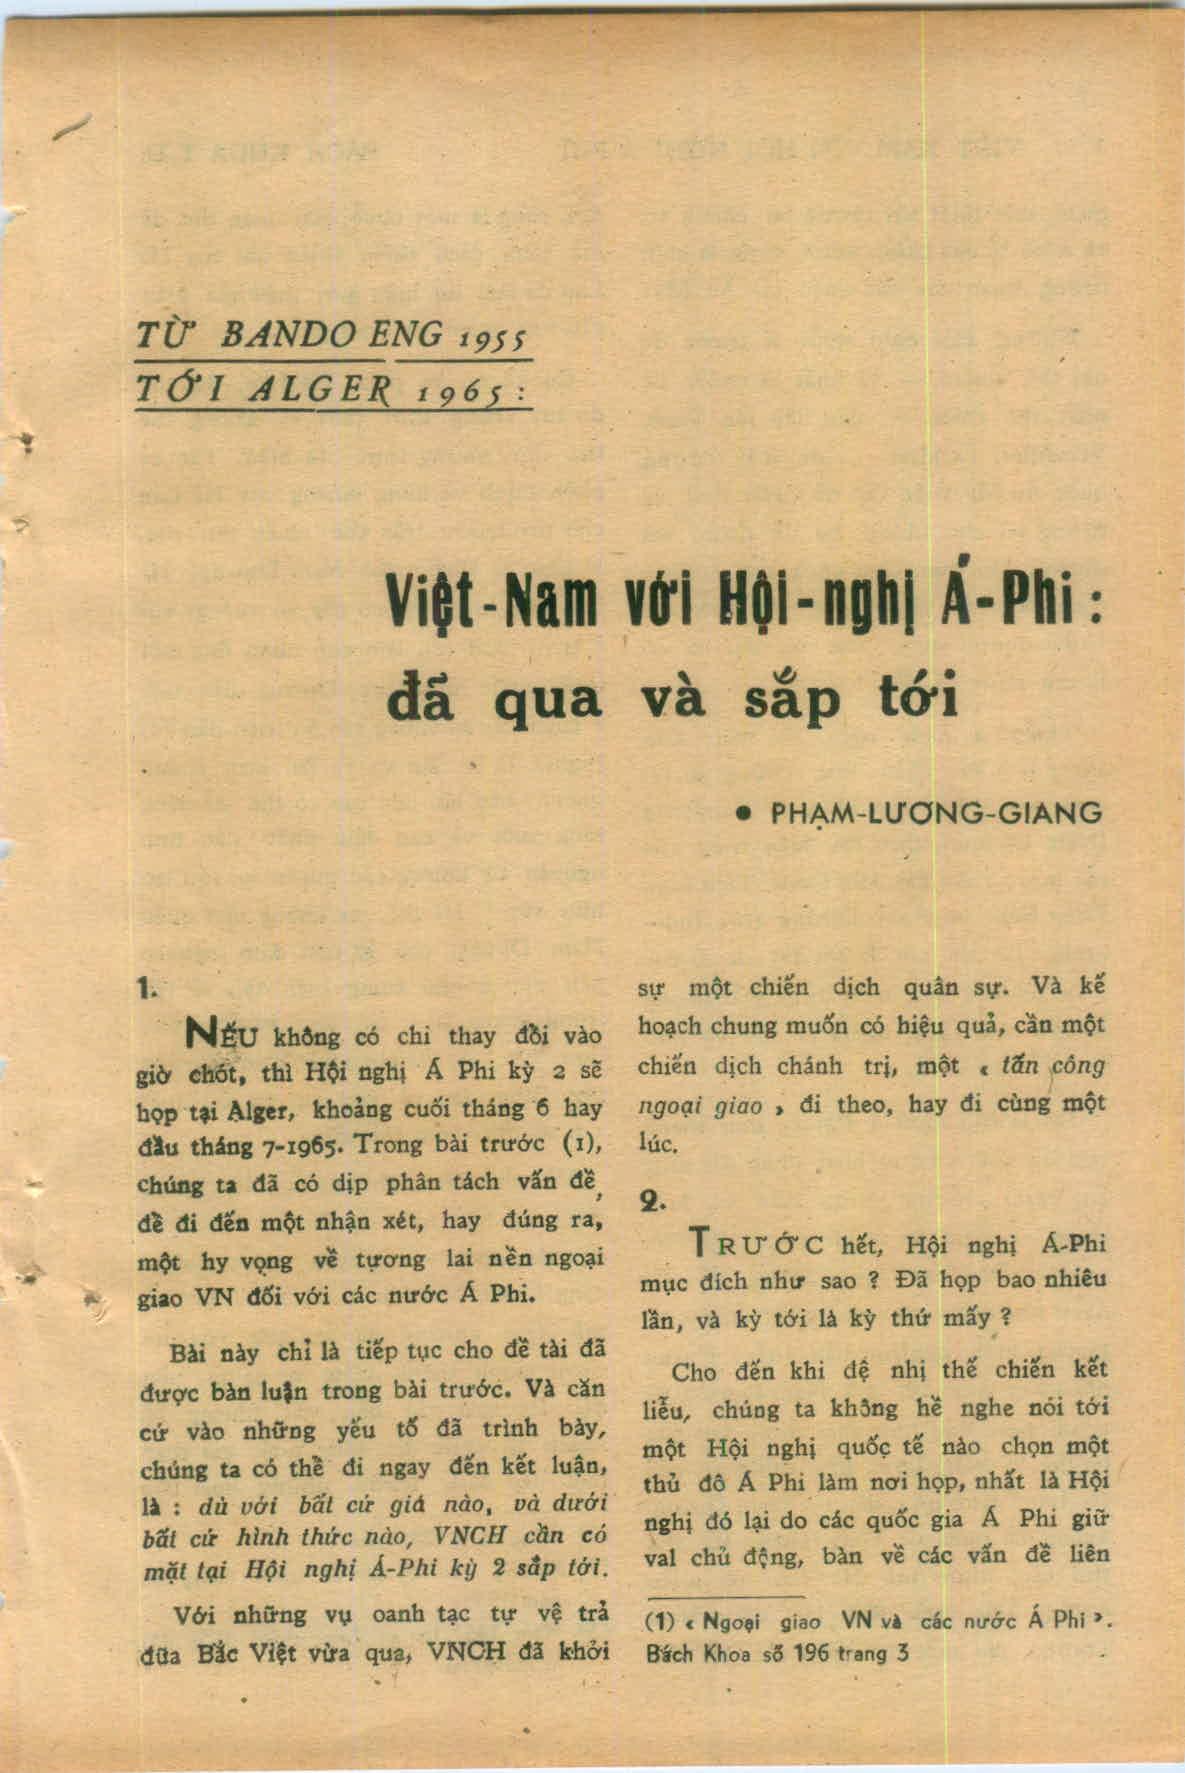 TỪ BANDOENG 1955
TỚI ALGER 1965 :
Việt-Nam với Hội-nghị Á-Phi :
đã qua và sắp tới
• PHẠM-LƯƠNG-GIANG
1.
NẾU không có chi thay đổi vào
giờ chót, thì Hội nghị Á Phi kỳ 2 sẽ
họp tại Alger, khoảng cuối tháng 6 hay
đầu tháng 7-1965. Trong bài trước (1),
chúng ta đã có dịp phân tách vấn đề,
để đi đến một nhận xét, hay đúng ra,
một hy vọng về tương lai nền ngoại
giao VN đối với các nước Á Phi.
Bài này chỉ là tiếp tục cho đề tài đã
được bàn luận trong bài trước. Và căn
cứ vào những yếu tố đã trình bày,
chúng ta có thể đi ngay đến kết luận,
là : dù với bất cứ giá nào, và dưới
bất cứ hình thức nào, VNCH cần có
mặt tại Hội nghị Á-Phi kỳ 2 sắp tới.
Với những vụ oanh tạc tự vệ trả
đũa Bắc Việt vừa qua, VNCH đã khởi
sự một chiến dịch quân sự. Và kế
hoạch chung muốn có hiệu quả, cần một
chiến dịch chánh trị, một « tấn công
ngoại giao » đi theo, hay đi cùng một
lúc.
2.
TRƯỚC hết, Hội nghị Á-Phi
mục đích như sao ? Đã họp bao nhiêu
lần, và kỳ tới là kỳ thứ mấy ?
Cho đến khi đệ nhị thế chiến kết
liễu, chúng ta không hề nghe nói tới
một Hội nghị quốc tế nào chọn một
thủ đô Á Phi làm nơi họp, nhất là Hội
nghị đó lại do các quốc gia Á Phi giữ
val chủ động, bàn về các vấn đề liên
(1) « Ngoại giao VN và các nước Á Phi ».
Bách Khoa số 196 trang 3